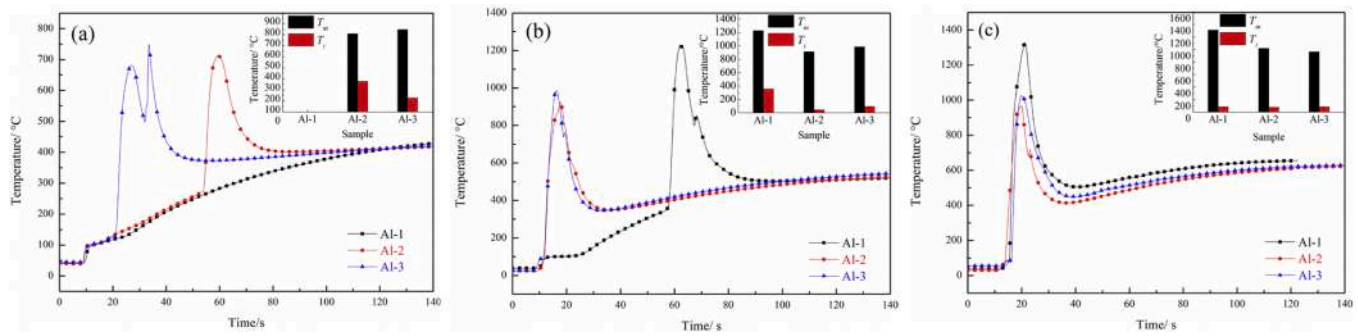 (a)
Temperature/ °C
800
700
600
500
400
300
200
100
0
0 20 40 60 80 100 120 140
Time/s
Al-1
Al-2
Al-3
Temerature/ °C
900
800
700
600
500
400
300
200
100
0
Tm
Ti
Al-1 Al-2 Al-3
Sample
(b)
Temperature/ °C
1400
1200
1000
800
600
400
200
0
0 20 40 60 80 100 120 140
Time/ s
Al-1
Al-2
Al-3
Temperature/ °C
1400
1200
1000
800
600
400
200
0
Tm
Ti
Al-1 Al-2 Al-3
Sample
(c)
Temperature/ °C
1600
1400
1200
1000
800
600
400
200
0
0 20 40 60 80 100 120 140
Time/ s
Al-1
Al-2
Al-3
Temperature/ °C
1600
1400
1200
1000
800
600
400
200
0
Tm
Ti
Al-1 Al-2 Al-3
Sample